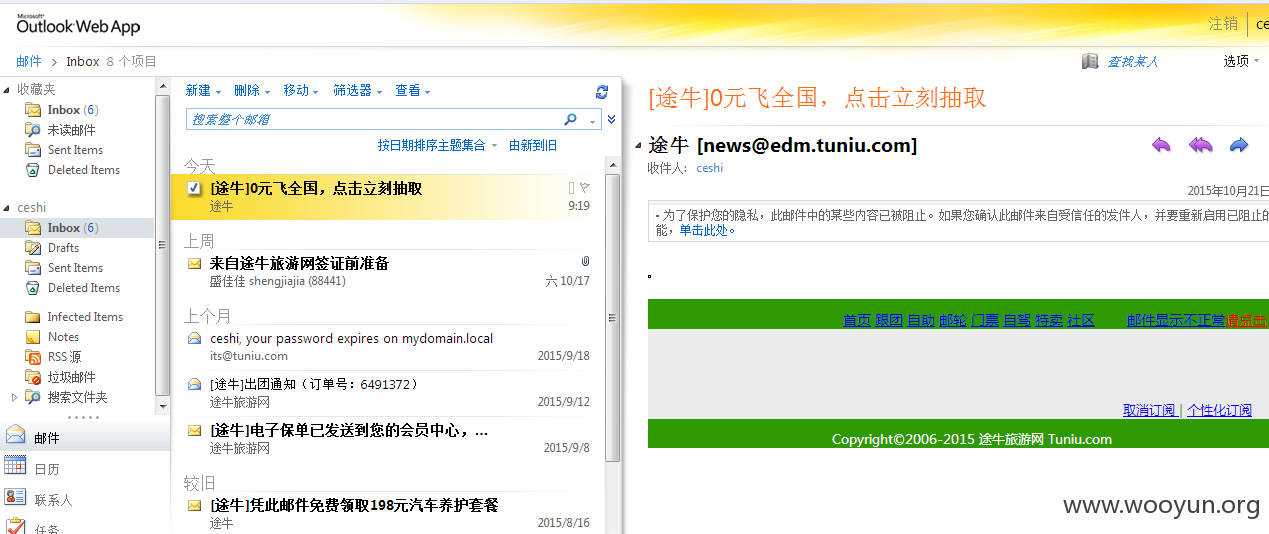 Microsoft®
Outlook Web App
注销
ce
邮件 > Inbox 8 个项目
查找某人
选项
收藏夹
Inbox (6)
未读邮件
Sent Items
Deleted Items
ceshi
Inbox (6)
Drafts
Sent Items
Deleted Items
Infected Items
Notes
RSS 源
垃圾邮件
搜索文件夹
邮件
日历
联系人
任务
新建 删除 移动 筛选器 查看
搜索整个邮箱
按日期排序主题集合 由新到旧
今天
[途牛]0元飞全国，点击立刻抽取
途牛 9:19
上周
来自途牛旅游网签证前准备
盛佳佳 shengjiajia (88441) 六 10/17
上个月
ceshi, your password expires on mydomain.local
its@tuniu.com 2015/9/18
[途牛]出团通知（订单号：6491372）
途牛旅游网 2015/9/12
[途牛]电子保单已发送到您的会员中心，...
途牛旅游网 2015/9/8
较旧
[途牛]凭此邮件免费领取198元汽车养护套餐
途牛 2015/8/16
[途牛]0元飞全国，点击立刻抽取
途牛 [news@edm.tuniu.com]
收件人： ceshi
2015年10月21日
- 为了保护您的隐私，此邮件中的某些内容已被阻止。如果您确认此邮件来自受信任的发件人，并要重新启用已阻止的
能，单击此处。
首页 跟团 自助 邮轮 门票 自驾 特卖 社区 邮件显示不正常请点击
取消订阅 | 个性化订阅
Copyright©2006-2015 途牛旅游网 Tuniu.com
www.wooyun.org